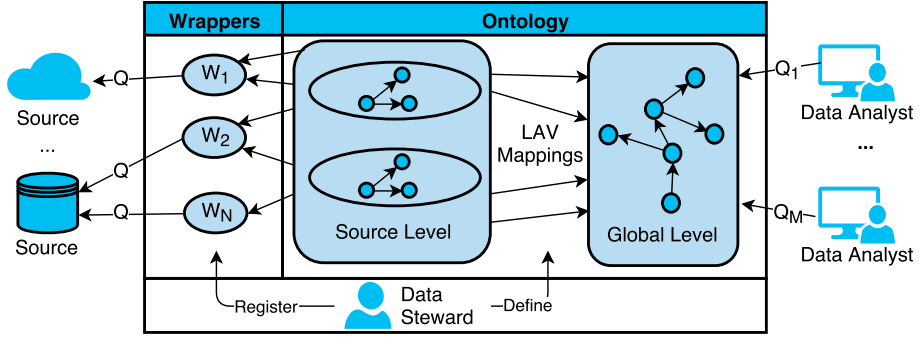 Wrappers
Ontology
Q
W1
Q1
Source
Data Analyst
...
W2
LAV
Mappings
...
Q
Q
WN
Source Level
Global Level
QM
Source
Data Analyst
Register
Data
Steward
Define